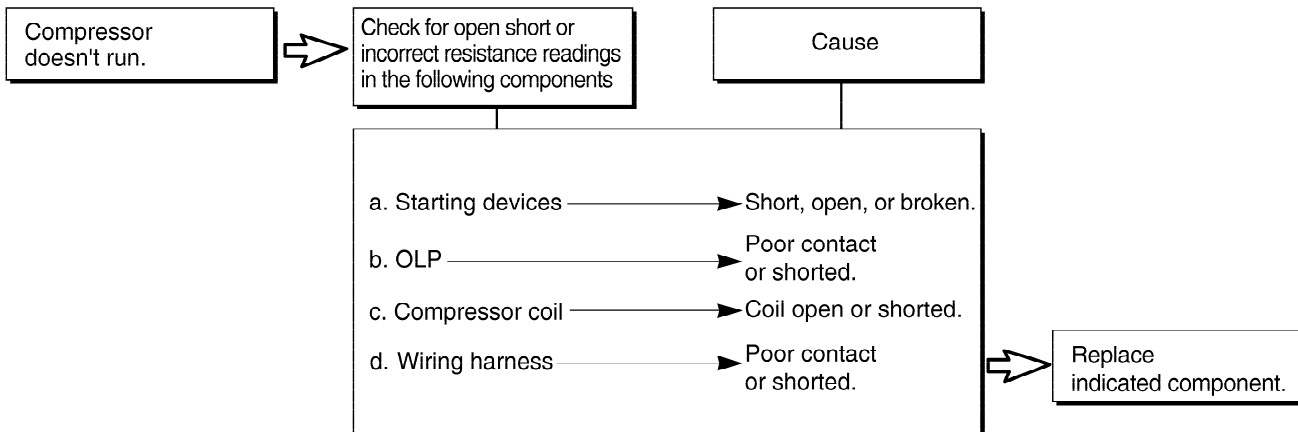 Compressor
doesn't run.
Check for open short or
incorrect resistance readings
in the following components
Cause
a. Starting devices
Short, open, or broken.
b. OLP
Poor contact
or shorted.
c. Compressor coil
Coil open or shorted.
d. Wiring harness
Poor contact
or shorted.
Replace
indicated component.